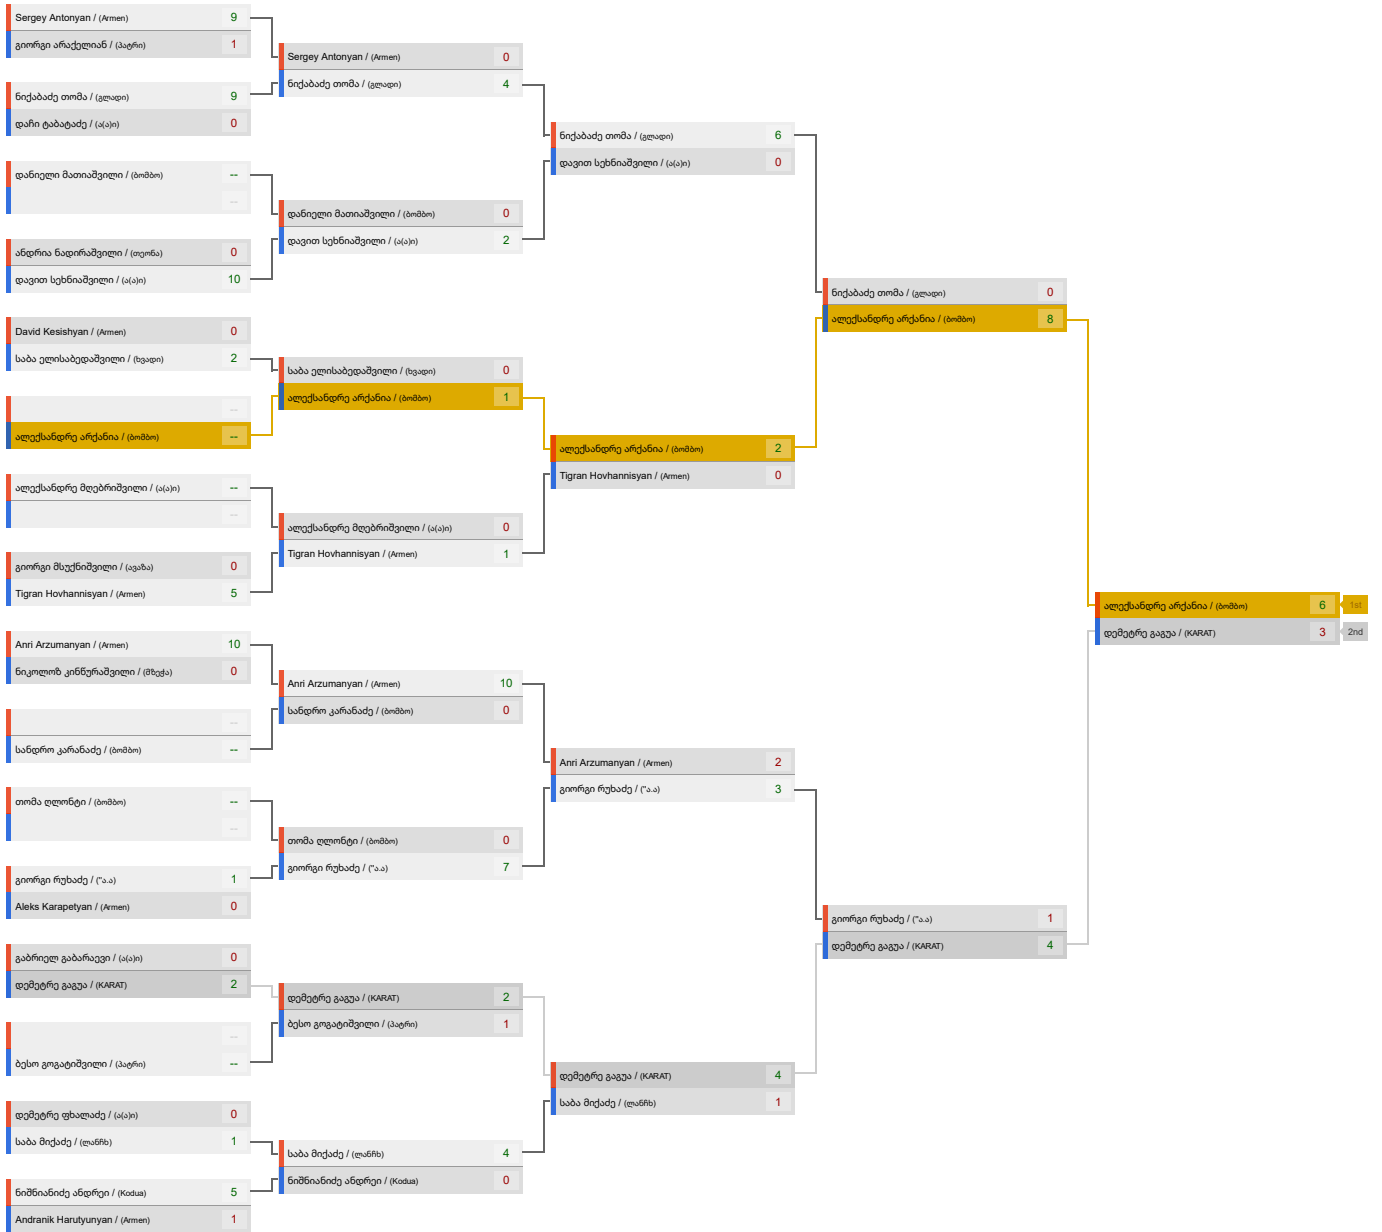 Sergey Antonyan / (Armen) 9
გიორგი არაქელიან / (პატრი) 1
ნიქაბაძე თომა / (გლადი) 9
დაჩი ტაბატაძე / (ა(ა)ი) 0
დანიელი მათიაშვილი / (ბომბო) --
--
ანდრია ნადირაშვილი / (თეონა) 0
დავით სეხნიაშვილი / (ა(ა)ი) 10
David Kesishyan / (Armen) 0
საბა ელისაბედაშვილი / (ხვადი) 2
--
ალექსანდრე არქანია / (ბომბო) --
ალექსანდრე მღებრიშვილი / (ა(ა)ი) --
--
გიორგი მსუქნიშვილი / (ავაზა) 0
Tigran Hovhannisyan / (Armen) 5
Anri Arzumanyan / (Armen) 10
ნიკოლოზ კინწურაშვილი / (მზეჭა) 0
--
სანდრო კარანაძე / (ბომბო) --
თომა ღლონტი / (ბომბო) --
--
გიორგი რუხაძე / ("ა.ა) 1
Aleks Karapetyan / (Armen) 0
გაბრიელ გაბარაევი / (ა(ა)ი) 0
დემეტრე გაგუა / (KARAT) 2
--
ბესო გოგატიშვილი / (პატრი) --
დემეტრე ფხალაძე / (ა(ა)ი) 0
საბა მიქაძე / (ლანჩხ) 1
ნიშნიანიძე ანდრეი / (Kodua) 5
Andranik Harutyunyan / (Armen) 1
Sergey Antonyan / (Armen) 0
ნიქაბაძე თომა / (გლადი) 4
დანიელი მათიაშვილი / (ბომბო) 0
დავით სეხნიაშვილი / (ა(ა)ი) 2
საბა ელისაბედაშვილი / (ხვადი) 0
ალექსანდრე არქანია / (ბომბო) 1
ალექსანდრე მღებრიშვილი / (ა(ა)ი) 0
Tigran Hovhannisyan / (Armen) 1
Anri Arzumanyan / (Armen) 10
სანდრო კარანაძე / (ბომბო) 0
თომა ღლონტი / (ბომბო) 0
გიორგი რუხაძე / ("ა.ა) 7
დემეტრე გაგუა / (KARAT) 2
ბესო გოგატიშვილი / (პატრი) 1
საბა მიქაძე / (ლანჩხ) 4
ნიშნიანიძე ანდრეი / (Kodua) 0
ნიქაბაძე თომა / (გლადი) 6
დავით სეხნიაშვილი / (ა(ა)ი) 0
ალექსანდრე არქანია / (ბომბო) 2
Tigran Hovhannisyan / (Armen) 0
Anri Arzumanyan / (Armen) 2
გიორგი რუხაძე / ("ა.ა) 3
დემეტრე გაგუა / (KARAT) 4
საბა მიქაძე / (ლანჩხ) 1
ნიქაბაძე თომა / (გლადი) 0
ალექსანდრე არქანია / (ბომბო) 8
გიორგი რუხაძე / ("ა.ა) 1
დემეტრე გაგუა / (KARAT) 4
ალექსანდრე არქანია / (ბომბო) 6 1st
დემეტრე გაგუა / (KARAT) 3 2nd